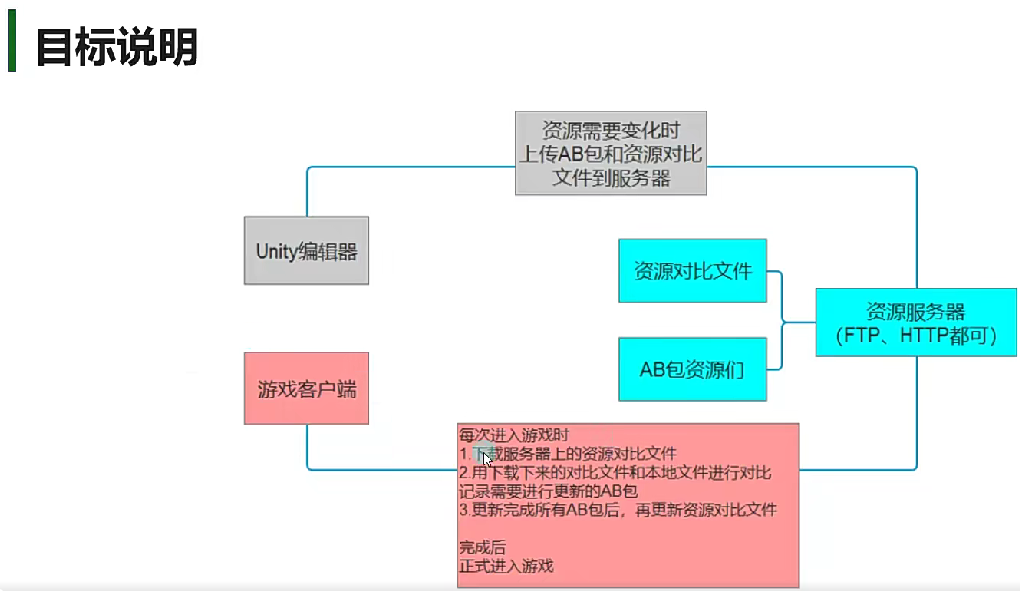 目标说明
资源需要变化时
上传AB包和资源对比
文件到服务器
Unity编辑器
资源对比文件
资源服务器
（FTP、HTTP都可）
AB包资源们
游戏客户端
每次进入游戏时
1.下载服务器上的资源对比文件
2.用下载下来的对比文件和本地文件进行对比
记录需要进行更新的AB包
3.更新完成所有AB包后，再更新资源对比文件
完成后
正式进入游戏